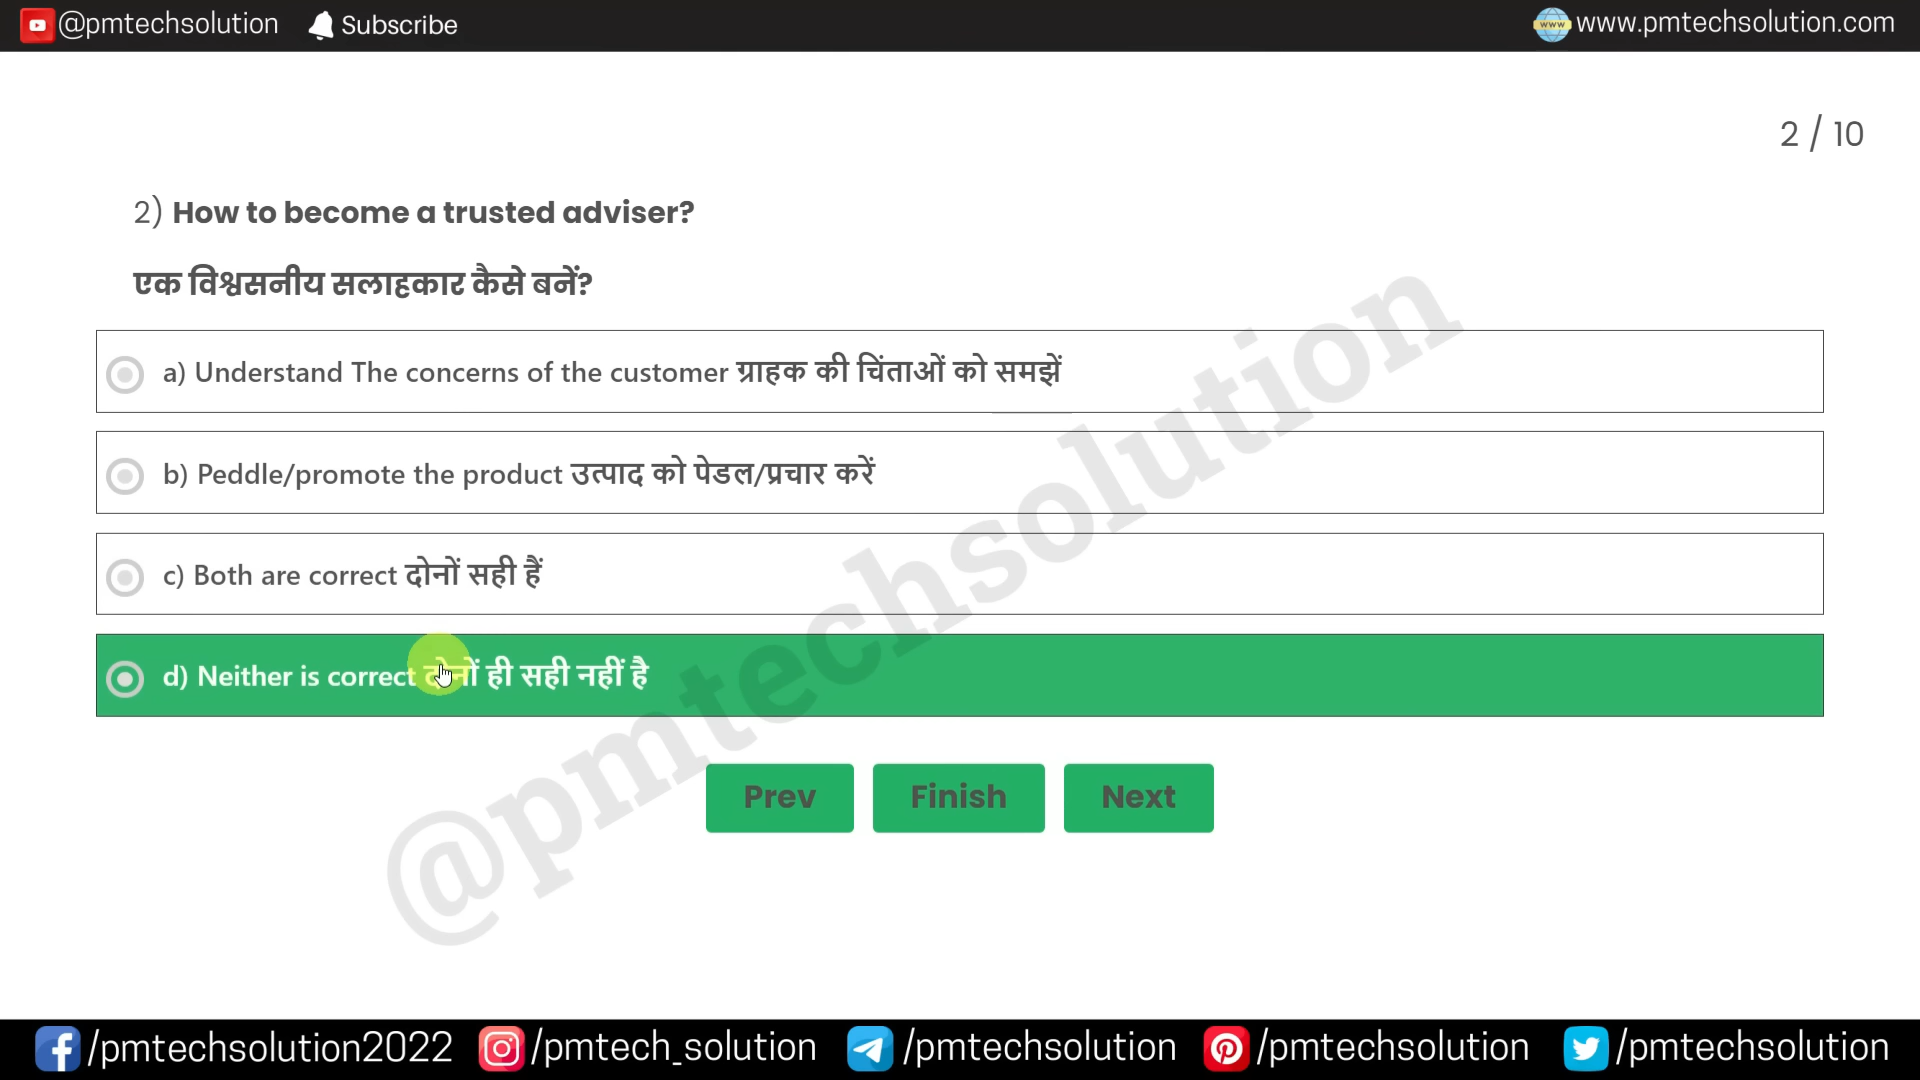 @pmtechsolution Subscribe www www.pmtechsolution.com
2 / 10
2) How to become a trusted adviser?
एक विश्वसनीय सलाहकार कैसे बनें?
a) Understand The concerns of the customer ग्राहक की चिंताओं को समझें
b) Peddle/promote the product उत्पाद को पेडल/प्रचार करें
c) Both are correct दोनों सही हैं
d) Neither is correct दोनों ही सही नहीं है
Prev Finish Next
@pmtechsolution
/pmtechsolution2022 /pmtech_solution /pmtechsolution /pmtechsolution /pmtechsolution